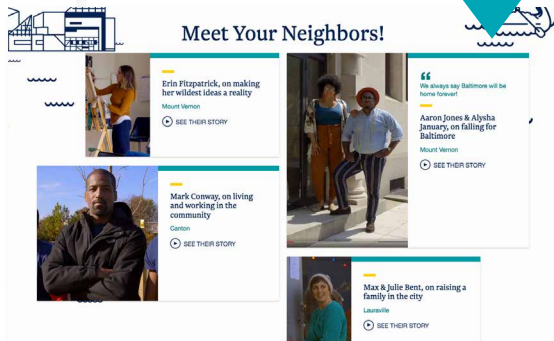 Meet Your Neighbors!
Erin Fitzpatrick, on making
her wildest ideas a reality
Mount Vernon
SEE THEIR STORY
Mark Conway, on living
and working in the
community
Canton
SEE THEIR STORY
“
We always say Baltimore will be
home forever!
Aaron Jones & Alysha
January, on falling for
Baltimore
Mount Vernon
SEE THEIR STORY
Max & Julie Bent, on raising a
family in the city
Lauraville
SEE THEIR STORY